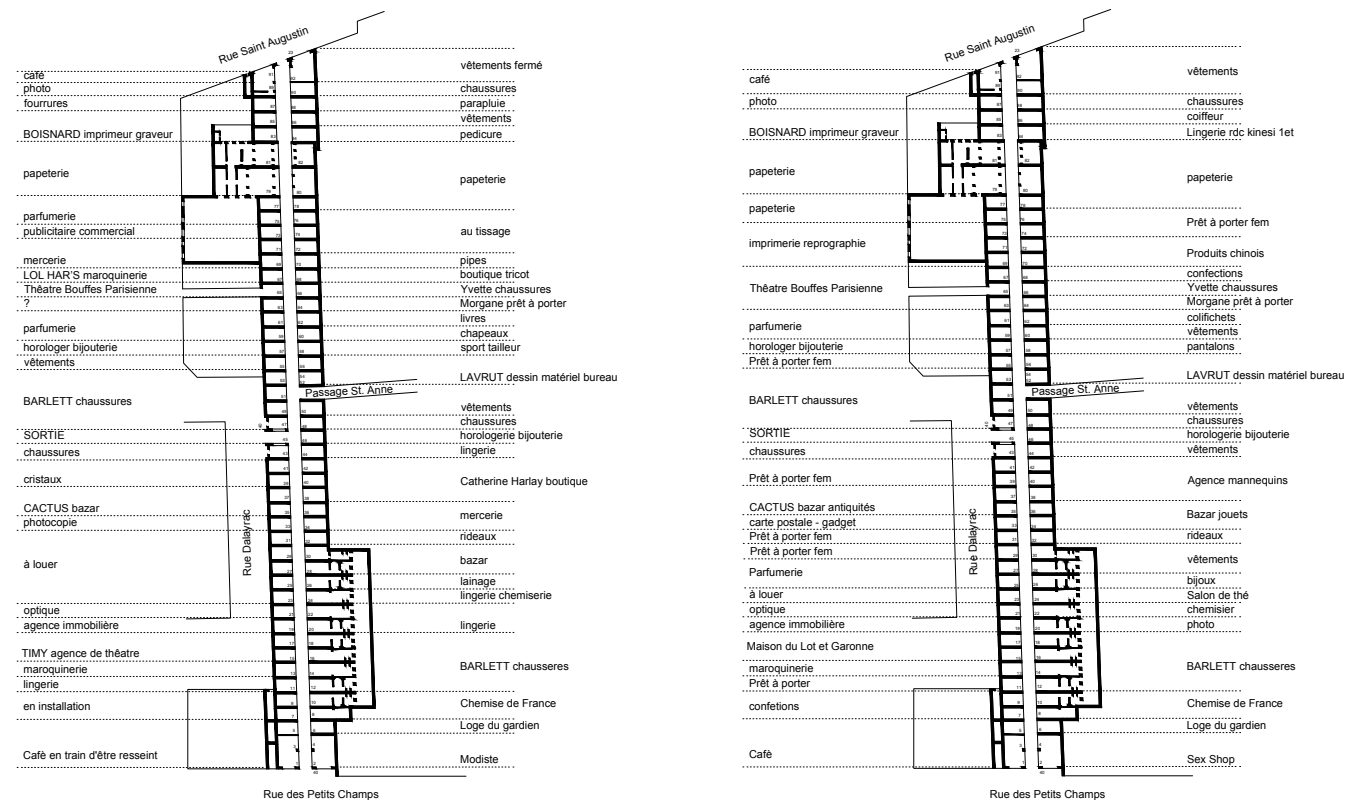 Rue Saint Augustin
café
photo
fourrures
BOISNARD imprimeur graveur
papeterie
parfumerie
publicitaire commercial
mercerie
LOL HAR'S maroquinerie
Thêatre Bouffes Parisienne
?
parfumerie
horologer bijouterie
vêtements
BARLETT chaussures
SORTIE
chaussures
cristaux
CACTUS bazar
photocopie
à louer
optique
agence immobilière
TIMY agence de thêatre
maroquinerie
lingerie
en installation
Cafè en train d'être resseint
vêtements fermé
chaussures
parapluie
vêtements
pedicure
papeterie
au tissage
pipes
boutique tricot
Yvette chaussures
Morgane prêt à porter
livres
chapeaux
sport tailleur
LAVRUT dessin matériel bureau
Passage St. Anne
vêtements
chaussures
horologerie bijouterie
lingerie
Catherine Harlay boutique
mercerie
rideaux
bazar
lainage
lingerie chemiserie
lingerie
BARLETT chausseres
Chemise de France
Loge du gardien
Modiste
Rue Dalayrac
Rue des Petits Champs
Rue Saint Augustin
café
photo
BOISNARD imprimeur graveur
papeterie
papeterie
imprimerie reprographie
Thêatre Bouffes Parisienne
parfumerie
horologer bijouterie
Prêt à porter fem
BARLETT chaussures
SORTIE
chaussures
Prêt à porter fem
CACTUS bazar antiquités
carte postale - gadget
Prêt à porter fem
Prêt à porter fem
Parfumerie
à louer
optique
agence immobilière
Maison du Lot et Garonne
maroquinerie
Prêt à porter
confetions
Cafè
vêtements
chaussures
coiffeur
Lingerie rdc kinesi 1et
papeterie
Prêt à porter fem
Produits chinois
confections
Yvette chaussures
Morgane prêt à porter
colifichets
vêtements
pantalons
LAVRUT dessin matériel bureau
Passage St. Anne
vêtements
chaussures
horologerie bijouterie
vêtements
Agence mannequins
Bazar jouets
rideaux
vêtements
bijoux
Salon de thé
chemisier
photo
BARLETT chausseres
Chemise de France
Loge du gardien
Sex Shop
Rue Dalayrac
Rue des Petits Champs